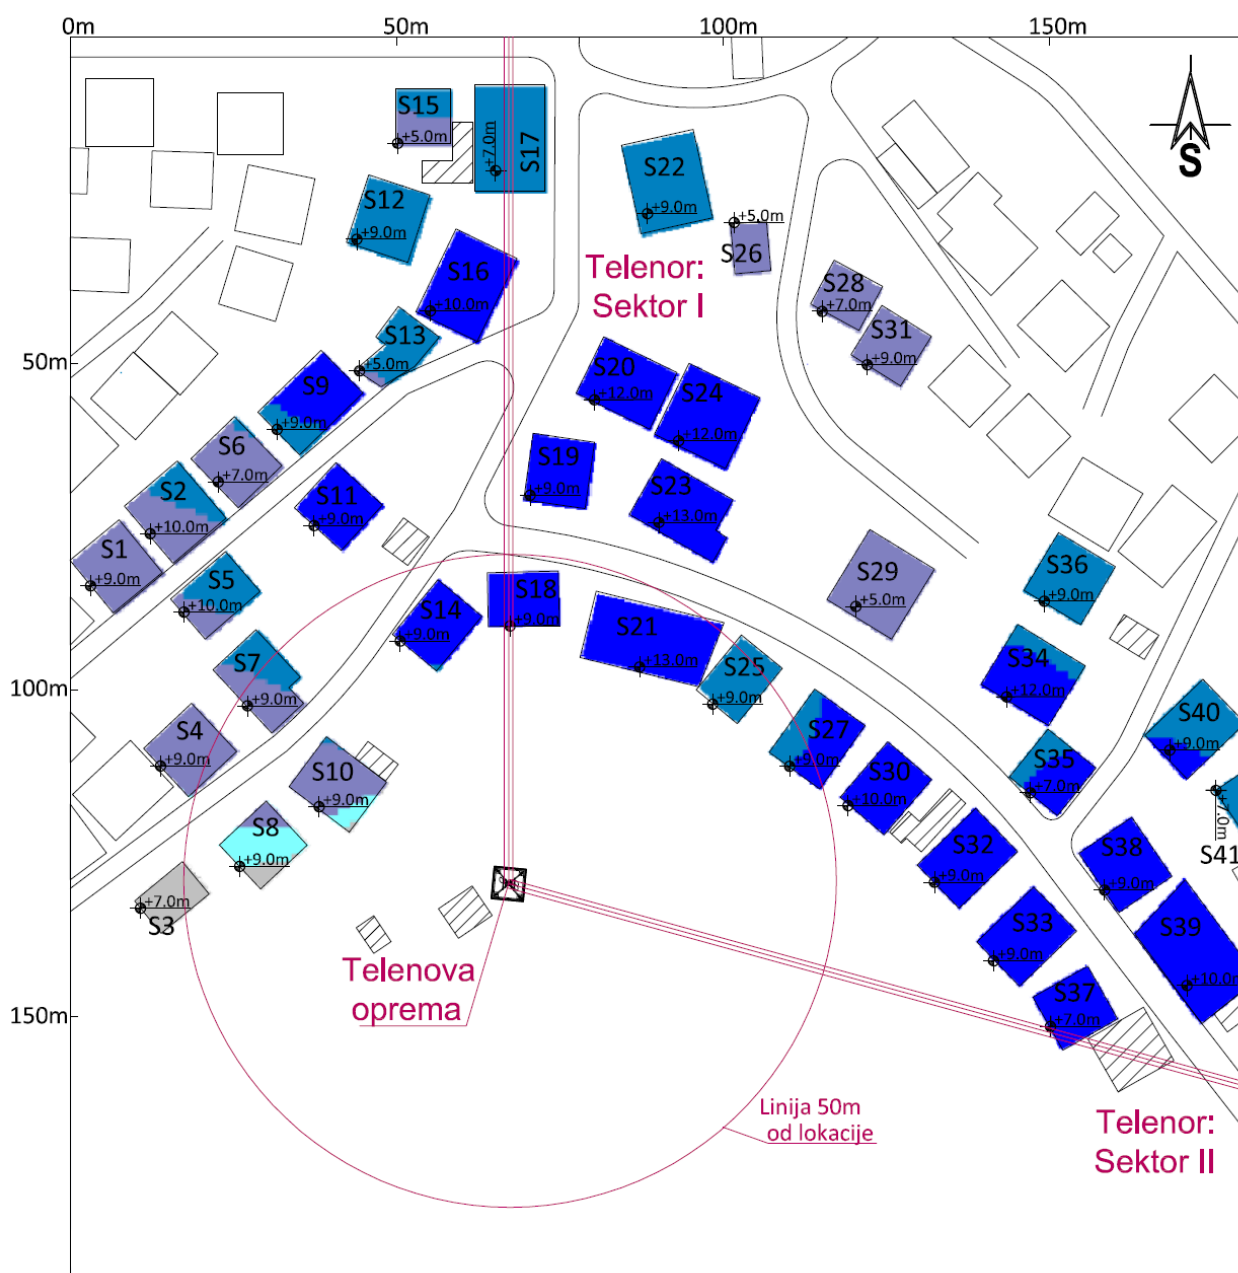 0m
50m
100m
150m
S15
+5.0m
+7.0m
S17
S22
+9.0m
S
S12
+9.0m
+5.0m
S26
S16
+10.0m
Telenor:
Sektor I
S28
+7.0m
S13
+5.0m
S31
+9.0m
50m
S9
+9.0m
S20
+12.0m
S24
+12.0m
S6
+7.0m
S19
+9.0m
S2
+10.0m
S11
+9.0m
S23
+13.0m
S1
+9.0m
S5
+10.0m
S29
+5.0m
S36
+9.0m
S14
+9.0m
S18
+9.0m
S21
+13.0m
S7
+9.0m
S25
+9.0m
S34
+12.0m
100m
S4
+9.0m
S27
+9.0m
S40
+9.0m
S10
+9.0m
S30
+10.0m
S35
+7.0m
+7.0m
S41
S8
+9.0m
S32
+9.0m
S38
+9.0m
+7.0m
S3
S33
+9.0m
S39
+10.0m
Telenova
oprema
S37
+7.0m
150m
Linija 50m
od lokacije
Telenor:
Sektor II